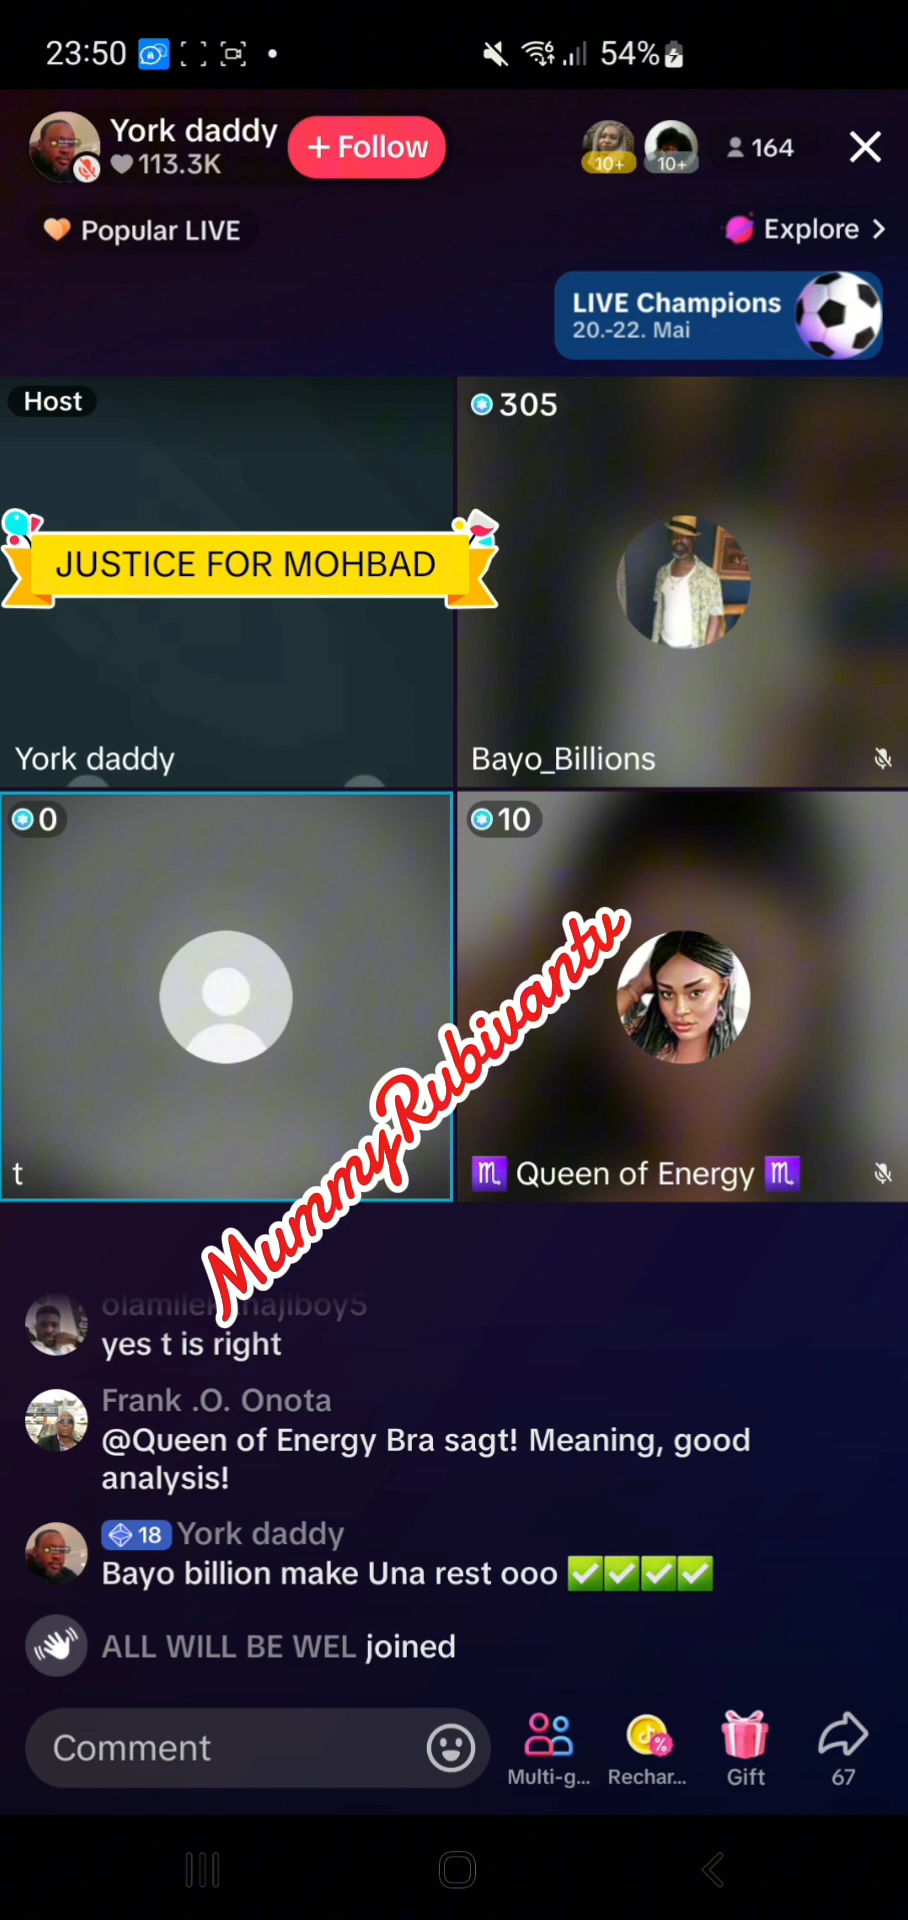 23:50 54%
York daddy
113.3K
+ Follow
10+ 10+
164
Popular LIVE
Explore >
LIVE Champions
20.-22. Mai
Host
305
JUSTICE FOR MOHBAD
York daddy
Bayo_Billions
0
10
MummyRubivantv
t
♏ Queen of Energy ♏
yes t is right
Frank .O. Onota
@Queen of Energy Bra sagt! Meaning, good
analysis!
18 York daddy
Bayo billion make Una rest ooo ✅✅✅✅
ALL WILL BE WEL joined
Comment
Multi-g...
Rechar...
Gift
67